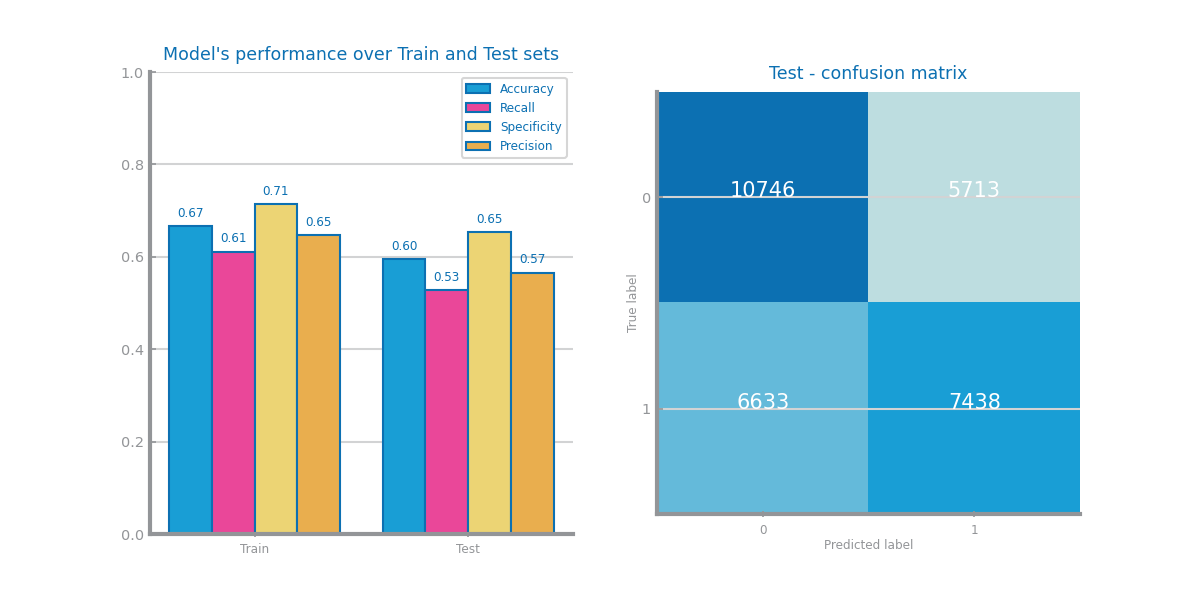 Model's performance over Train and Test sets
1.0
0.8
0.6
0.4
0.2
0.0
Accuracy
Recall
Specificity
Precision
0.67
0.61
0.71
0.65
0.60
0.53
0.65
0.57
Train
Test
Test - confusion matrix
True label
0
1
10746
5713
6633
7438
0
1
Predicted label